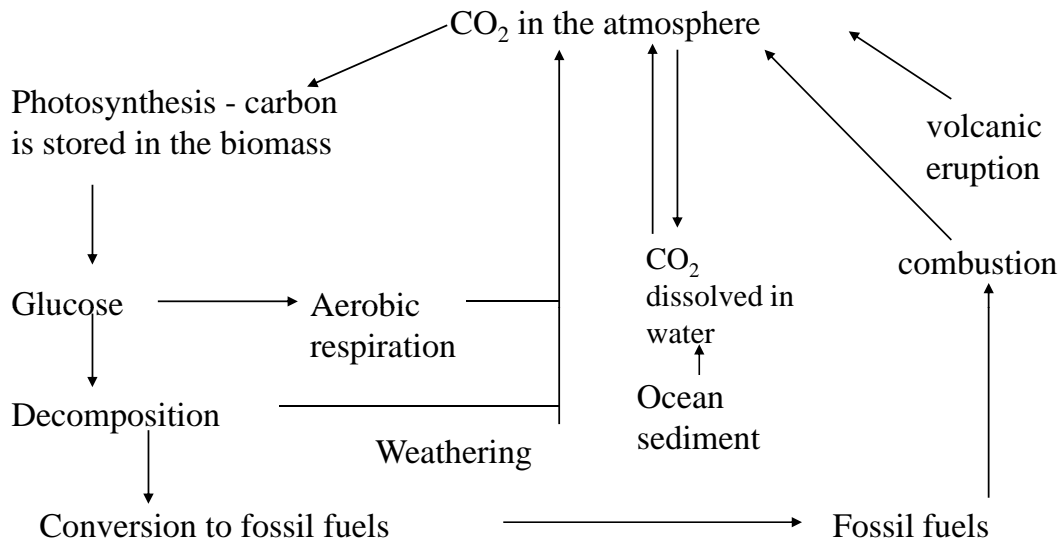 CO₂ in the atmosphere
Photosynthesis - carbon
is stored in the biomass
volcanic
eruption
CO₂
dissolved in
water
combustion
Glucose
Aerobic
respiration
Ocean
sediment
Decomposition
Weathering
Conversion to fossil fuels
Fossil fuels